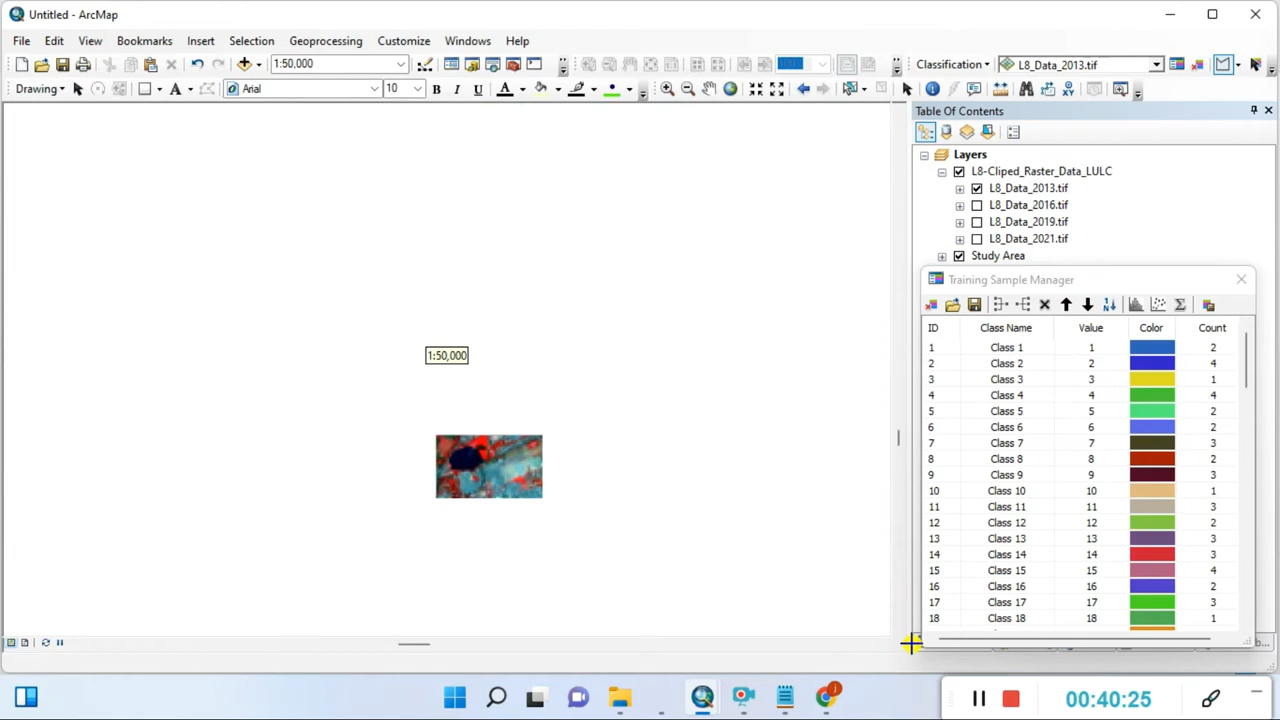 Untitled - ArcMap
File Edit View Bookmarks Insert Selection Geoprocessing Customize Windows Help
1:50,000
Classification L8_Data_2013.tif
Drawing Arial 10
Table Of Contents
Layers
L8-Cliped_Raster_Data_LULC
L8_Data_2013.tif
L8_Data_2016.tif
L8_Data_2019.tif
L8_Data_2021.tif
Study Area
1:50,000
Training Sample Manager
ID Class Name Value Color Count
1 Class 1 1 2
2 Class 2 2 4
3 Class 3 3 1
4 Class 4 4 4
5 Class 5 5 2
6 Class 6 6 2
7 Class 7 7 3
8 Class 8 8 2
9 Class 9 9 3
10 Class 10 10 1
11 Class 11 11 3
12 Class 12 12 2
13 Class 13 13 3
14 Class 14 14 3
15 Class 15 15 4
16 Class 16 16 2
17 Class 17 17 3
18 Class 18 18 1
00:40:25